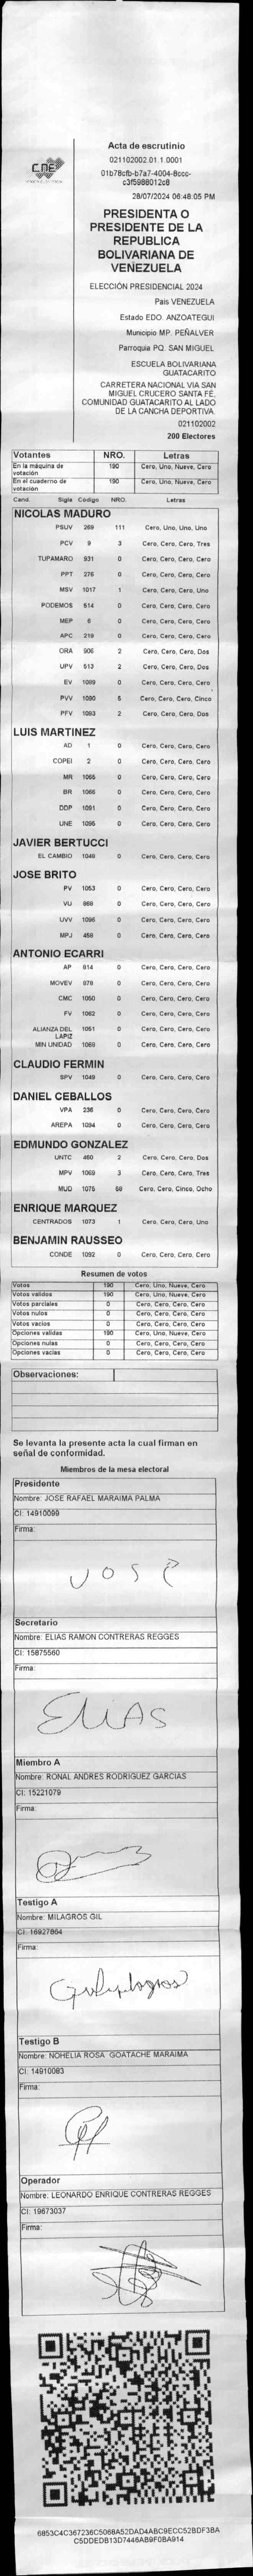 CNE
Acta de escrutinio
021102002.01.1.0001
01b78cfb-b7a7-4004-8ccc-
c3f5988012c8
28/07/2024 06:48:05 PM
PRESIDENTA O
PRESIDENTE DE LA
REPUBLICA
BOLIVARIANA DE
VENEZUELA
ELECCIÓN PRESIDENCIAL 2024
Pais VENEZUELA
Estado EDO. ANZOATEGUI
Municipio MP. PEÑALVER
Parroquia PQ. SAN MIGUEL
ESCUELA BOLIVARIANA
GUATACARITO
CARRETERA NACIONAL VIA SAN
MIGUEL CRUCERO SANTA FÉ,
COMUNIDAD GUATACARITO AL LADO
DE LA CANCHA DEPORTIVA.
021102002
200 Electores
Votantes NRO. Letras
En la máquina de votación 190 Cero, Uno, Nueve, Cero
En el cuaderno de votación 190 Cero, Uno, Nueve, Cero
Cand. Sigla Código NRO. Letras
NICOLAS MADURO
PSUV 269 111 Cero, Uno, Uno, Uno
PCV 9 3 Cero, Cero, Cero, Tres
TUPAMARO 931 0 Cero, Cero, Cero, Cero
PPT 276 0 Cero, Cero, Cero, Cero
MSV 1017 1 Cero, Cero, Cero, Uno
PODEMOS 614 0 Cero, Cero, Cero, Cero
MEP 6 0 Cero, Cero, Cero, Cero
APC 219 0 Cero, Cero, Cero, Cero
ORA 906 2 Cero, Cero, Cero, Dos
UPV 513 2 Cero, Cero, Cero, Dos
EV 1099 0 Cero, Cero, Cero, Cero
PVV 1090 5 Cero, Cero, Cero, Cinco
PFV 1093 2 Cero, Cero, Cero, Dos
LUIS MARTINEZ
AD 1 0 Cero, Cero, Cero, Cero
COPEI 2 0 Cero, Cero, Cero, Cero
MR 1065 0 Cero, Cero, Cero, Cero
BR 1066 0 Cero, Cero, Cero, Cero
DDP 1091 0 Cero, Cero, Cero, Cero
UNE 1095 0 Cero, Cero, Cero, Cero
JAVIER BERTUCCI
EL CAMBIO 1048 0 Cero, Cero, Cero, Cero
JOSE BRITO
PV 1053 0 Cero, Cero, Cero, Cero
VU 868 0 Cero, Cero, Cero, Cero
UVV 1096 0 Cero, Cero, Cero, Cero
MPJ 458 0 Cero, Cero, Cero, Cero
ANTONIO ECARRI
AP 814 0 Cero, Cero, Cero, Cero
MOVEV 878 0 Cero, Cero, Cero, Cero
CMC 1060 0 Cero, Cero, Cero, Cero
FV 1062 0 Cero, Cero, Cero, Cero
ALIANZA DEL LAPIZ 1051 0 Cero, Cero, Cero, Cero
MIN UNIDAD 1069 0 Cero, Cero, Cero, Cero
CLAUDIO FERMIN
SPV 1049 0 Cero, Cero, Cero, Cero
DANIEL CEBALLOS
VPA 236 0 Cero, Cero, Cero, Cero
AREPA 1094 0 Cero, Cero, Cero, Cero
EDMUNDO GONZALEZ
UNTC 460 2 Cero, Cero, Cero, Dos
MPV 1069 3 Cero, Cero, Cero, Tres
MUD 1075 58 Cero, Cero, Cinco, Ocho
ENRIQUE MARQUEZ
CENTRADOS 1073 1 Cero, Cero, Cero, Uno
BENJAMIN RAUSSEO
CONDE 1092 0 Cero, Cero, Cero, Cero
Resumen de votos
Votos 190 Cero, Uno, Nueve, Cero
Votos validos 190 Cero, Uno, Nueve, Cero
Votos parciales 0 Cero, Cero, Cero, Cero
Votos nulos 0 Cero, Cero, Cero, Cero
Votos vacios 0 Cero, Cero, Cero, Cero
Opciones validas 190 Cero, Uno, Nueve, Cero
Opciones nulas 0 Cero, Cero, Cero, Cero
Opciones vacias 0 Cero, Cero, Cero, Cero
Observaciones:
Se levanta la presente acta la cual firman en
señal de conformidad.
Miembros de la mesa electoral
Presidente
Nombre: JOSE RAFAEL MARAIMA PALMA
CI: 14910099
Firma:
JOSE
Secretario
Nombre: ELIAS RAMON CONTRERAS REGGES
CI: 15875560
Firma:
ELIAS
Miembro A
Nombre: RONAL ANDRES RODRIGUEZ GARCIAS
CI: 15221079
Firma:
Testigo A
Nombre: MILAGROS GIL
CI: 16927864
Firma:
Testigo B
Nombre: NOHELIA ROSA GOATACHE MARAIMA
CI: 14910083
Firma:
Operador
Nombre: LEONARDO ENRIQUE CONTRERAS REGGES
CI: 19673037
Firma:
6853C4C367236C5068A52DAD4ABC9ECC52BDF3BA
C5DDEDB13D7446AB9F0BA914